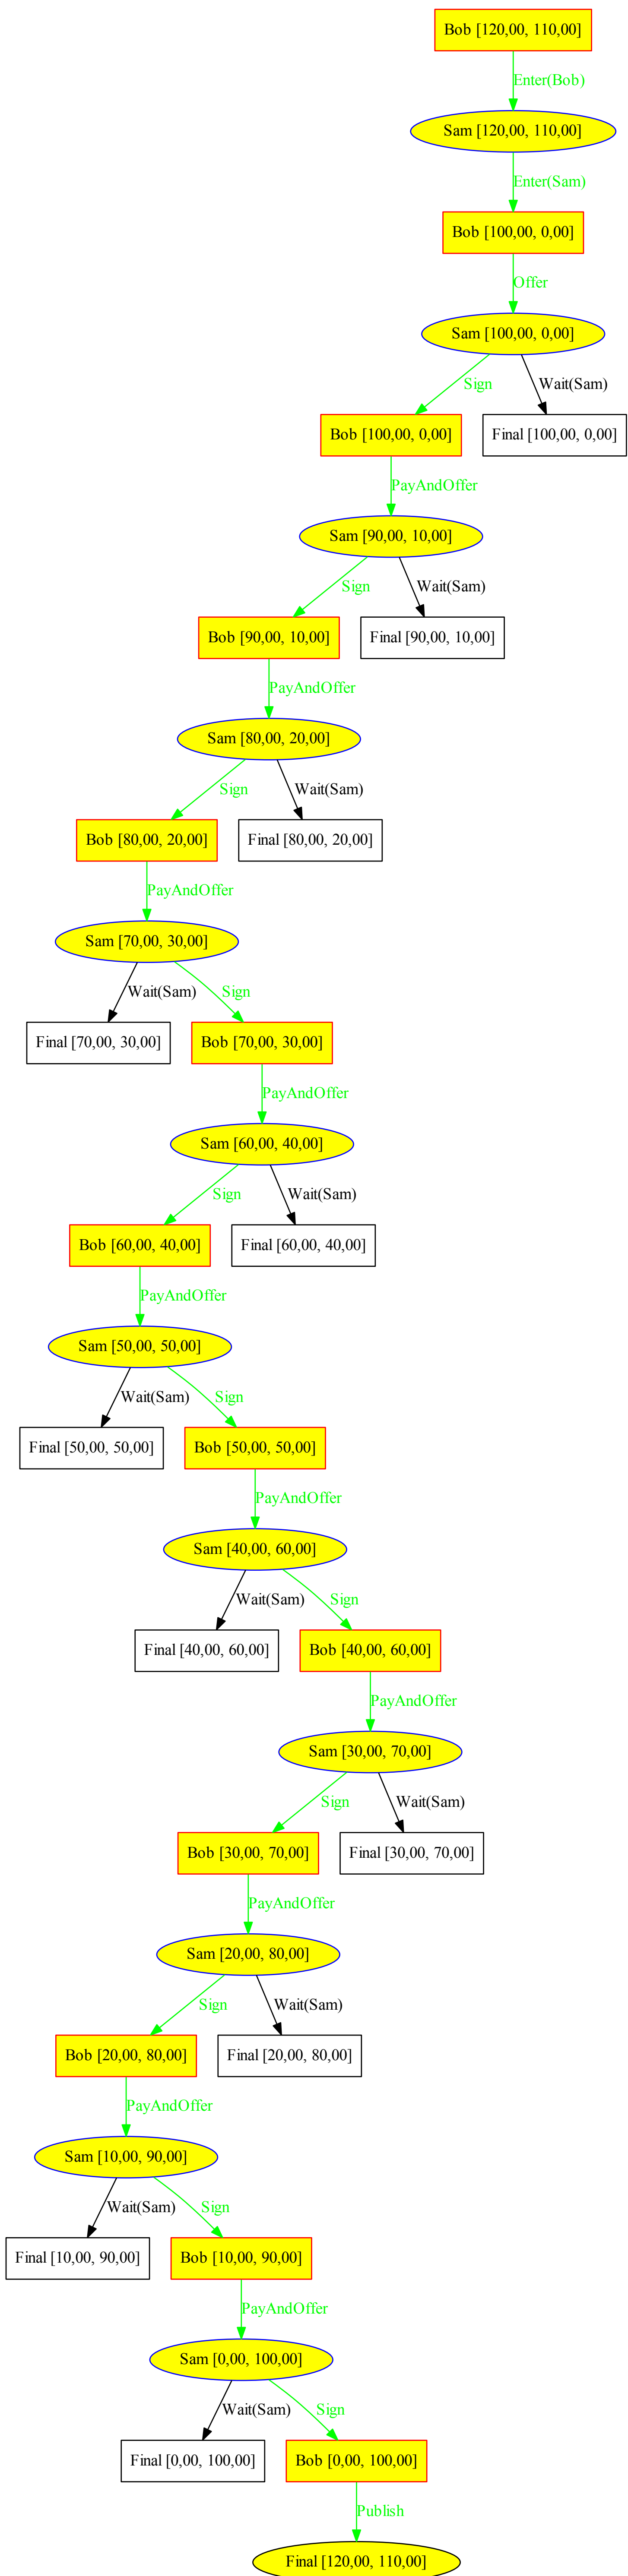 Bob [120,00, 110,00]
Enter(Bob)
Sam [120,00, 110,00]
Enter(Sam)
Bob [100,00, 0,00]
Offer
Sam [100,00, 0,00]
Sign
Wait(Sam)
Bob [100,00, 0,00]
Final [100,00, 0,00]
PayAndOffer
Sam [90,00, 10,00]
Sign
Wait(Sam)
Bob [90,00, 10,00]
Final [90,00, 10,00]
PayAndOffer
Sam [80,00, 20,00]
Sign
Wait(Sam)
Bob [80,00, 20,00]
Final [80,00, 20,00]
PayAndOffer
Sam [70,00, 30,00]
Wait(Sam)
Sign
Final [70,00, 30,00]
Bob [70,00, 30,00]
PayAndOffer
Sam [60,00, 40,00]
Sign
Wait(Sam)
Bob [60,00, 40,00]
Final [60,00, 40,00]
PayAndOffer
Sam [50,00, 50,00]
Wait(Sam)
Sign
Final [50,00, 50,00]
Bob [50,00, 50,00]
PayAndOffer
Sam [40,00, 60,00]
Wait(Sam)
Sign
Final [40,00, 60,00]
Bob [40,00, 60,00]
PayAndOffer
Sam [30,00, 70,00]
Sign
Wait(Sam)
Bob [30,00, 70,00]
Final [30,00, 70,00]
PayAndOffer
Sam [20,00, 80,00]
Sign
Wait(Sam)
Bob [20,00, 80,00]
Final [20,00, 80,00]
PayAndOffer
Sam [10,00, 90,00]
Wait(Sam)
Sign
Final [10,00, 90,00]
Bob [10,00, 90,00]
PayAndOffer
Sam [0,00, 100,00]
Wait(Sam)
Sign
Final [0,00, 100,00]
Bob [0,00, 100,00]
Publish
Final [120,00, 110,00]